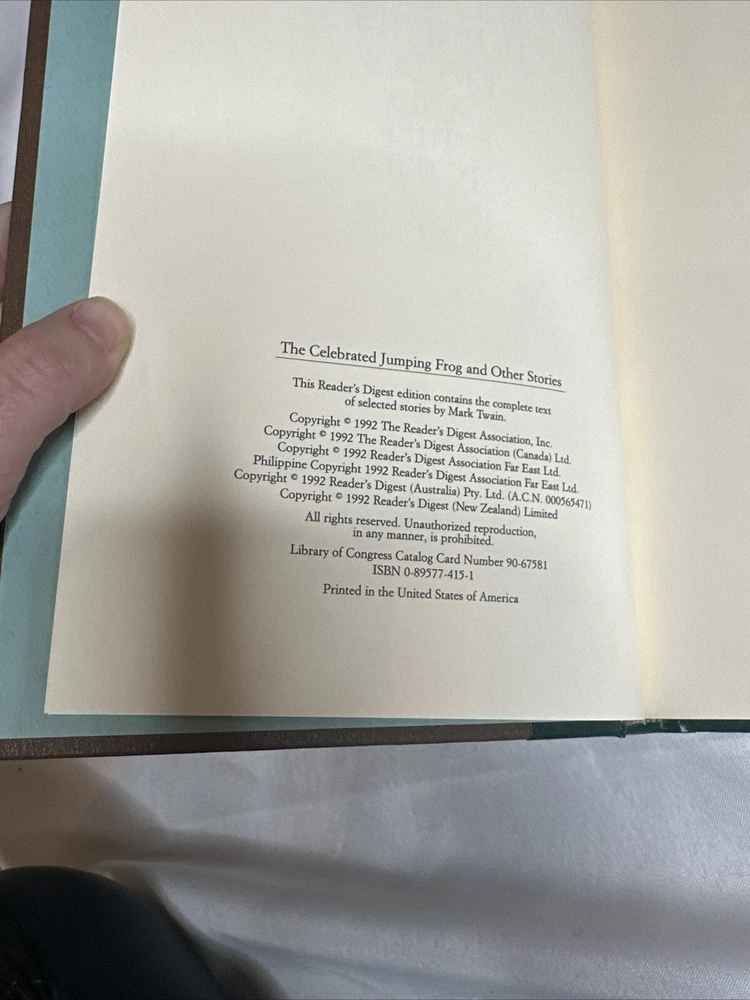 The Celebrated Jumping Frog and Other Stories
This Reader's Digest edition contains the complete text
of selected stories by Mark Twain.
Copyright © 1992 The Reader's Digest Association, Inc.
Copyright © 1992 The Reader's Digest Association (Canada) Ltd.
Copyright © 1992 Reader's Digest Association Far East Ltd.
Philippine Copyright 1992 Reader's Digest Association Far East Ltd.
Copyright © 1992 Reader's Digest (Australia) Pty. Ltd. (A.C.N. 000565471)
Copyright © 1992 Reader's Digest (New Zealand) Limited
All rights reserved. Unauthorized reproduction,
in any manner, is prohibited.
Library of Congress Catalog Card Number 90-67581
ISBN 0-89577-415-1
Printed in the United States of America